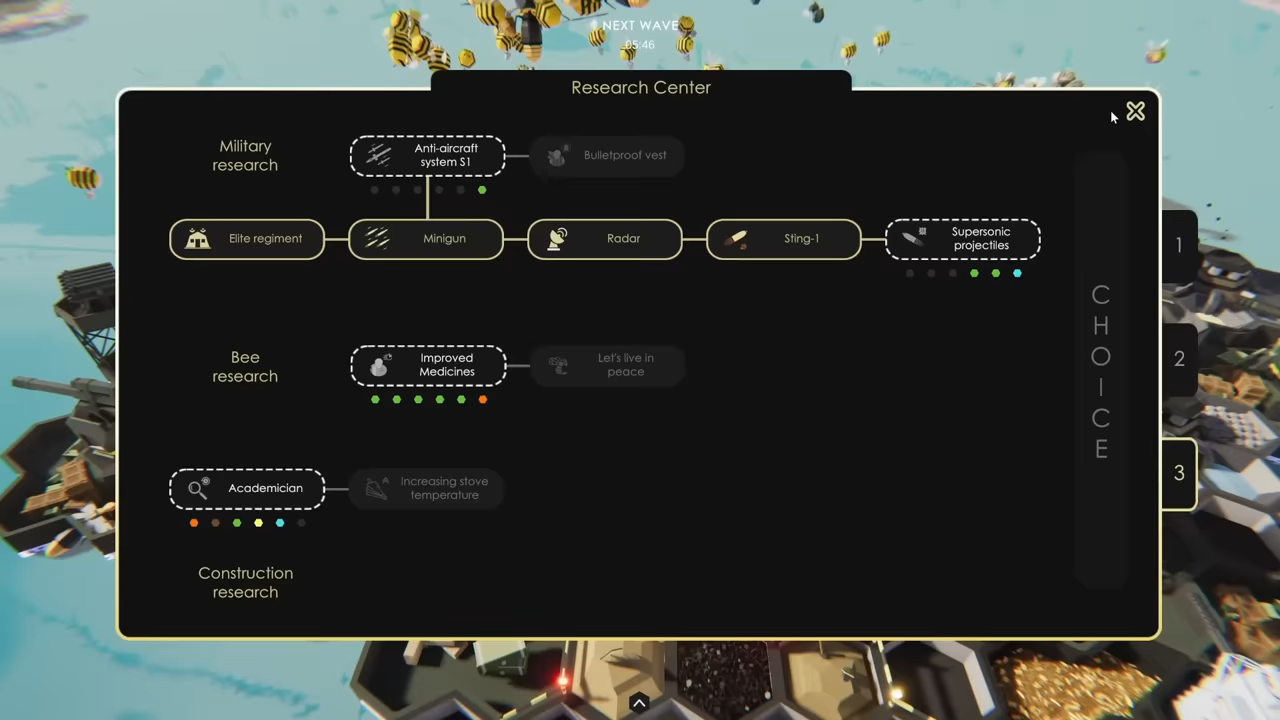 NEXT WAVE
05:46
Research Center
Military
research
Anti-aircraft
system S1
Bulletproof vest
Elite regiment
Minigun
Radar
Sting-1
Supersonic
projectiles
Bee
research
Improved
Medicines
Let's live in
peace
Academician
Increasing stove
temperature
Construction
research
C
H
O
I
C
E
1
2
3